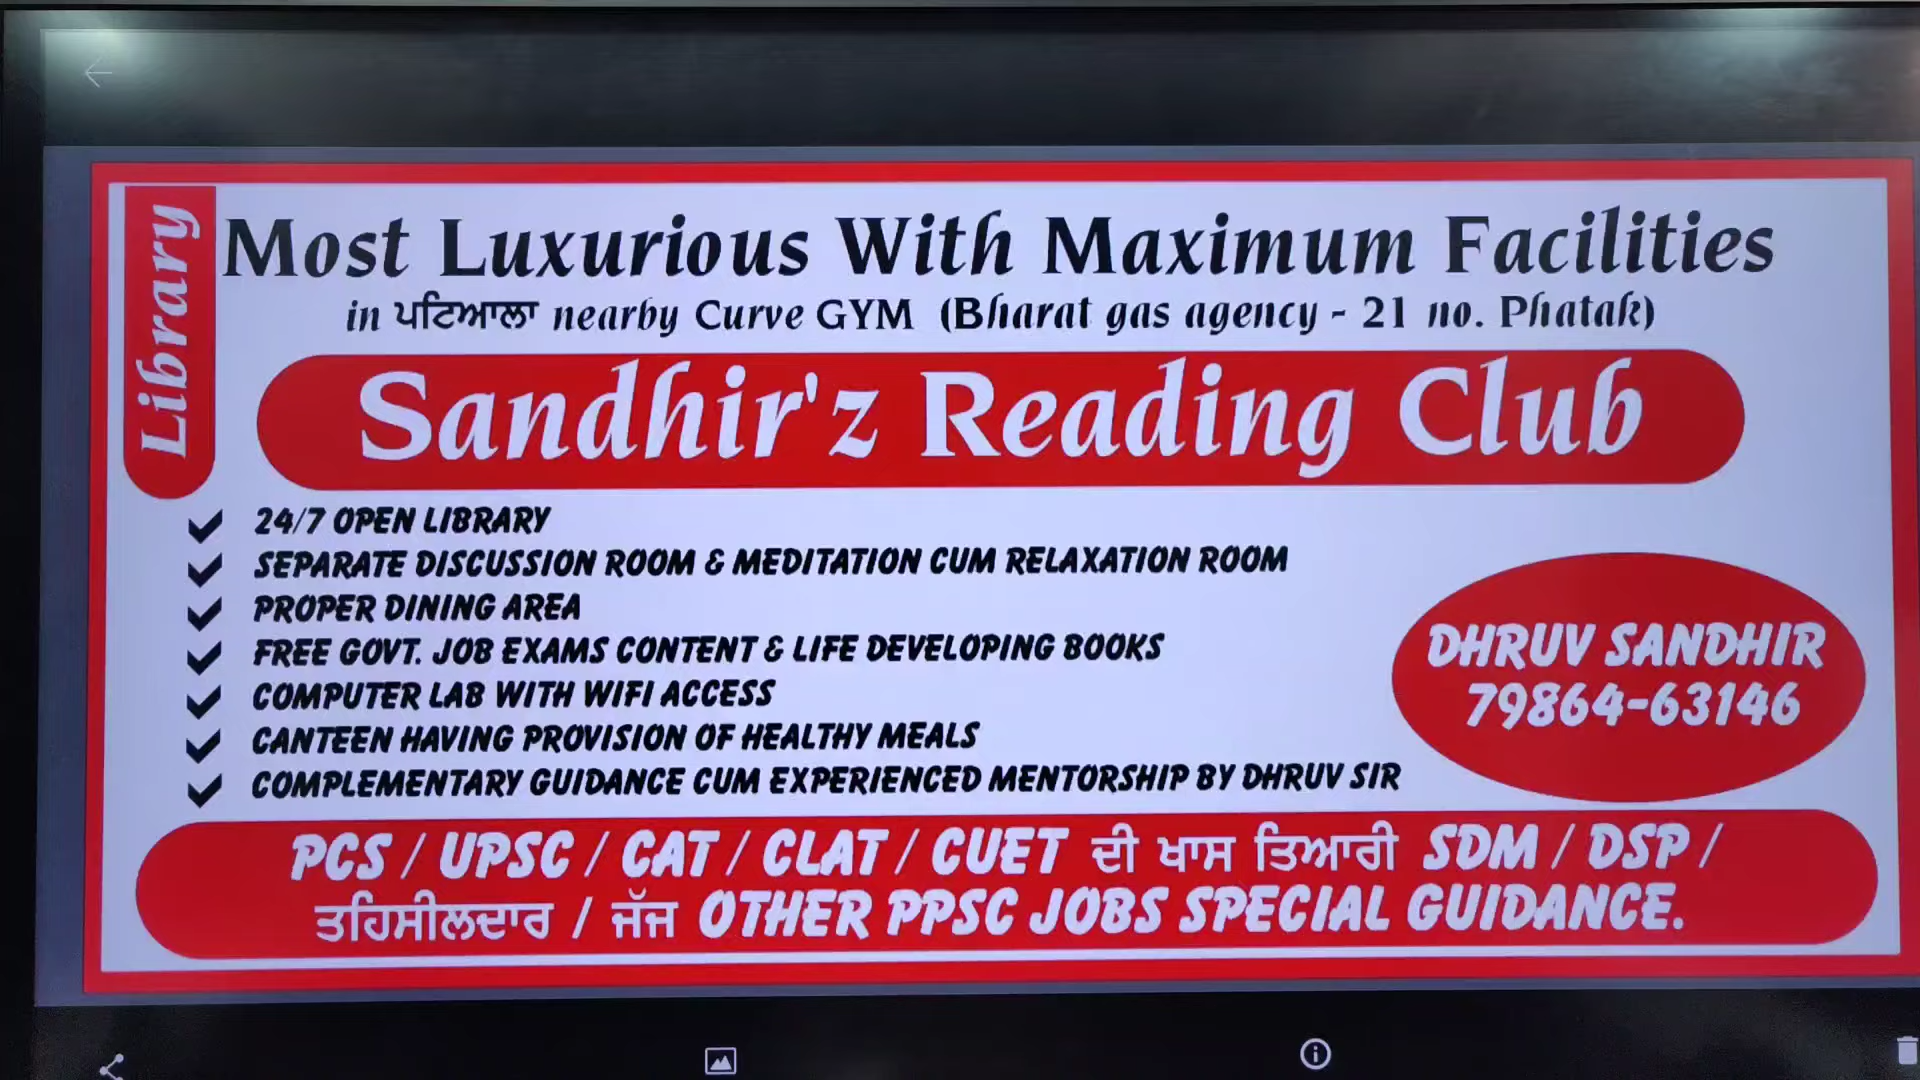 Library
Most Luxurious With Maximum Facilities
in ਪਟਿਆਲਾ nearby Curve GYM (Bharat gas agency - 21 no. Phatak)
Sandhir'z Reading Club
24/7 OPEN LIBRARY
SEPARATE DISCUSSION ROOM & MEDITATION CUM RELAXATION ROOM
PROPER DINING AREA
FREE GOVT. JOB EXAMS CONTENT & LIFE DEVELOPING BOOKS
COMPUTER LAB WITH WIFI ACCESS
CANTEEN HAVING PROVISION OF HEALTHY MEALS
COMPLEMENTARY GUIDANCE CUM EXPERIENCED MENTORSHIP BY DHRUV SIR
DHRUV SANDHIR
79864-63146
PCS / UPSC / CAT / CLAT / CUET ਦੀ ਖਾਸ ਤਿਆਰੀ SDM / DSP /
ਤਹਿਸੀਲਦਾਰ / ਜੱਜ OTHER PPSC JOBS SPECIAL GUIDANCE.